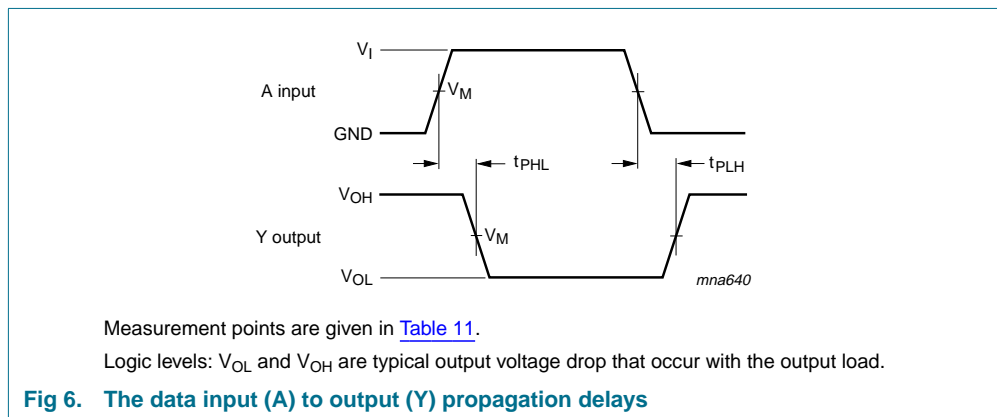 VI
A input
VM
GND
tPHL
tPLH
VOH
Y output
VM
VOL
mna640
Measurement points are given in Table 11.
Logic levels: VOL and VOH are typical output voltage drop that occur with the output load.
Fig 6. The data input (A) to output (Y) propagation delays